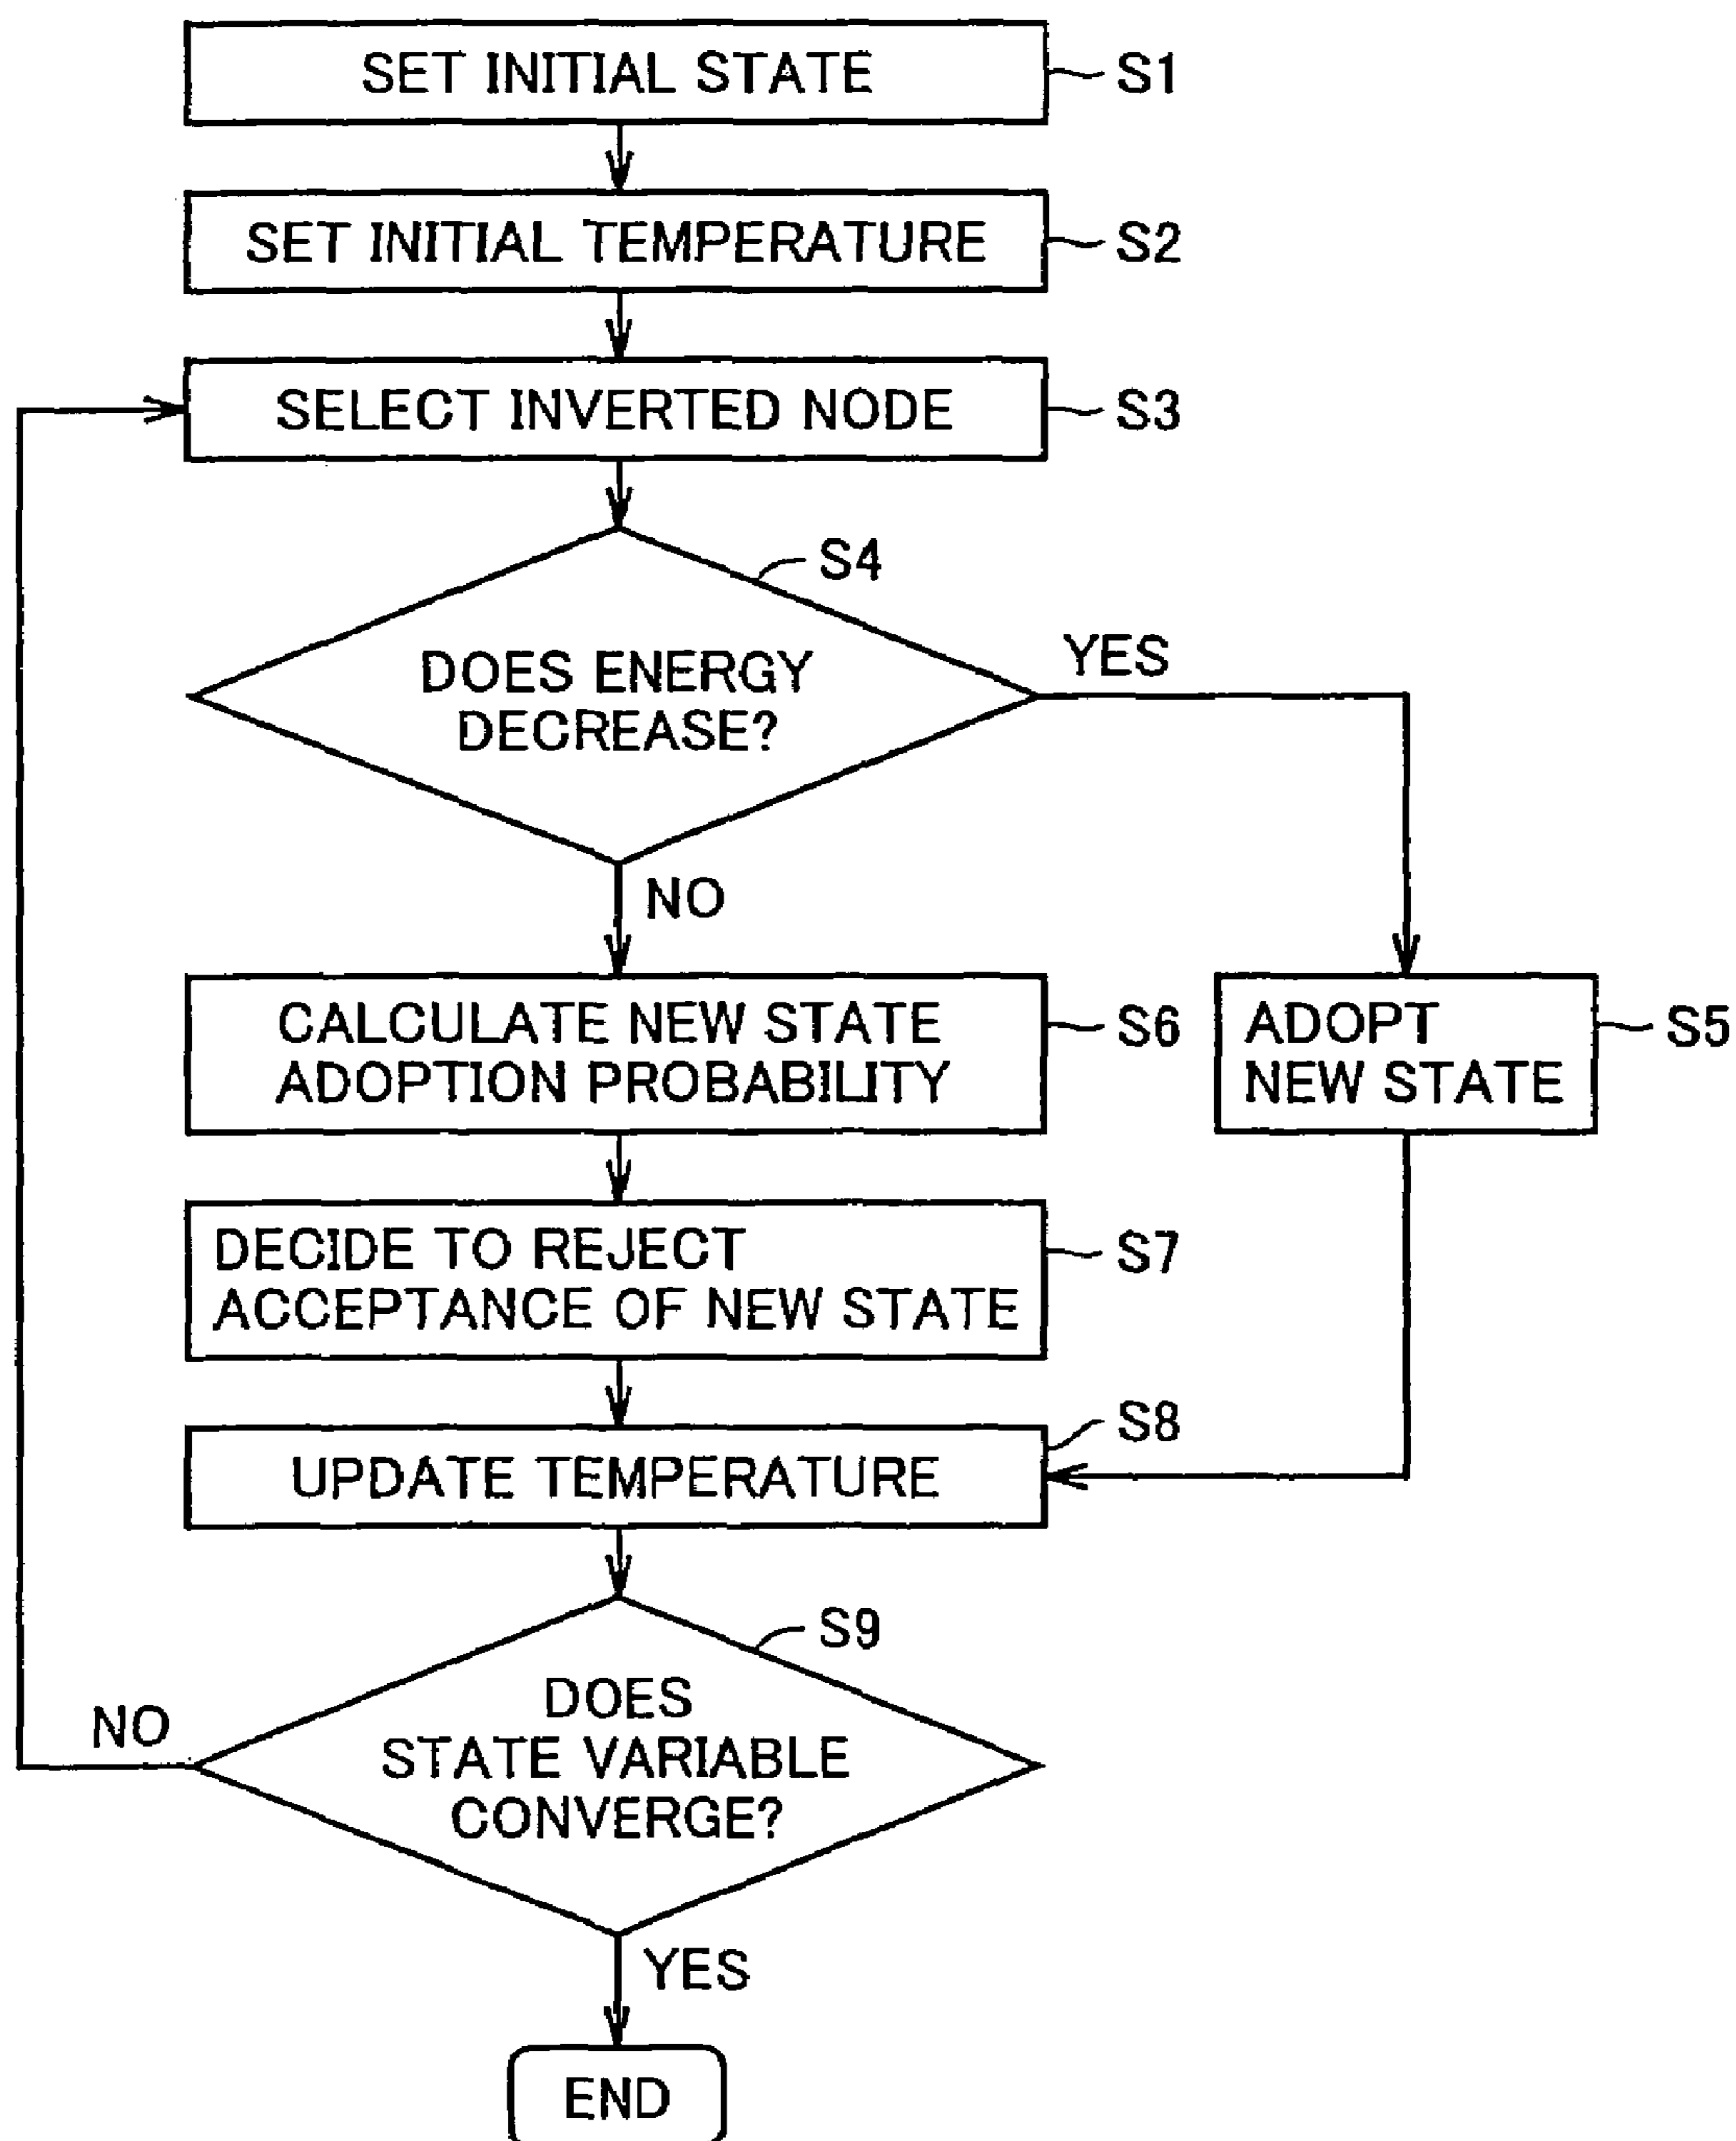 SET INITIAL STATE
S1
SET INITIAL TEMPERATURE
S2
SELECT INVERTED NODE
S3
S4
DOES ENERGY
DECREASE?
YES
NO
CALCULATE NEW STATE
ADOPTION PROBABILITY
S6
ADOPT
NEW STATE
S5
DECIDE TO REJECT
ACCEPTANCE OF NEW STATE
S7
S8
UPDATE TEMPERATURE
S9
DOES
STATE VARIABLE
CONVERGE?
NO
YES
END